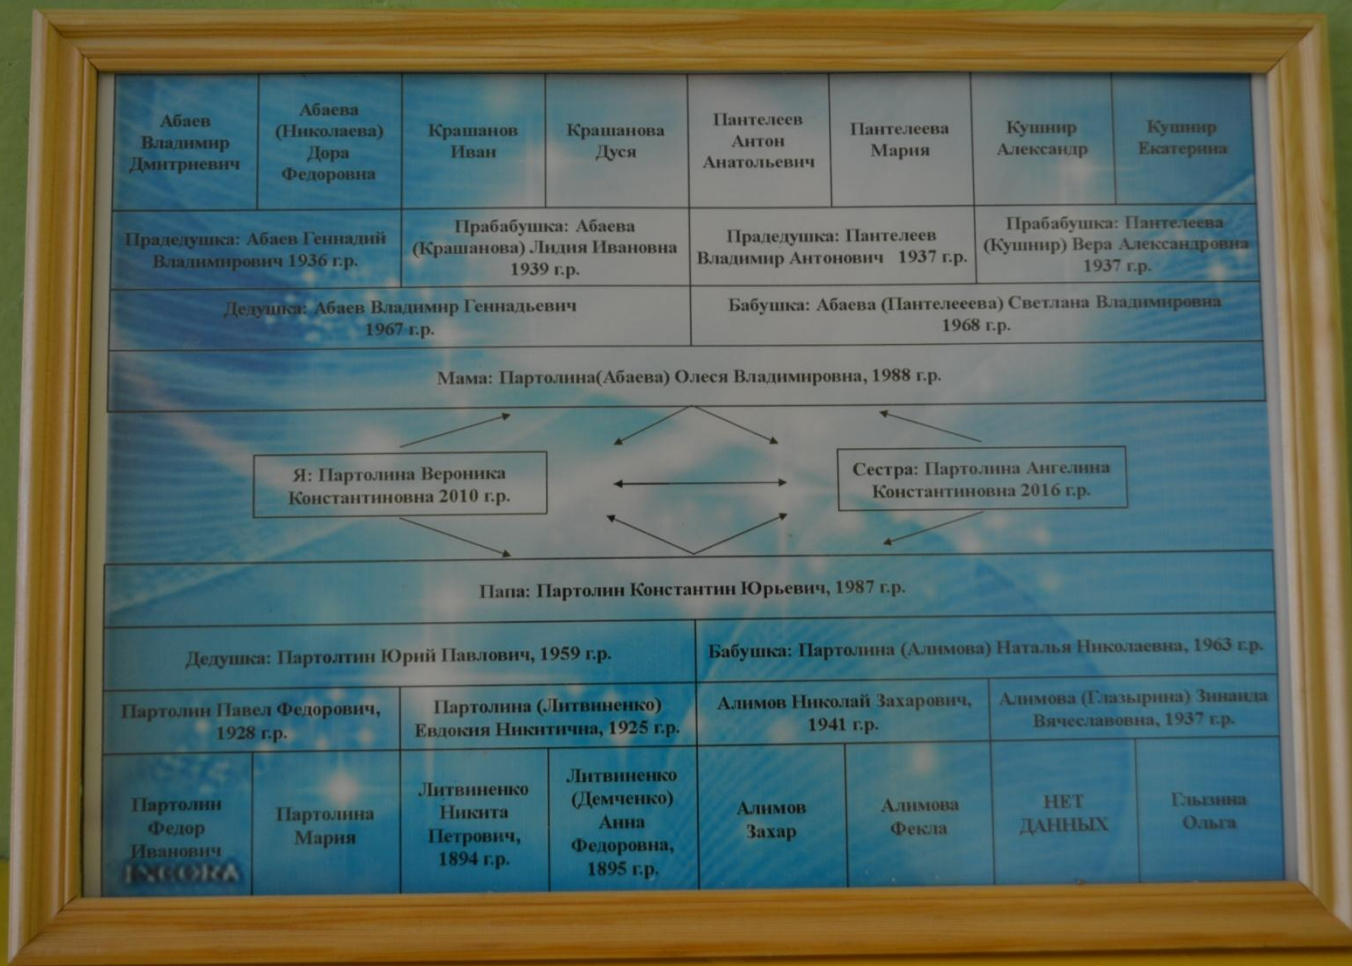 Абаев
Владимир
Дмитриевич
Абаева
(Николаева)
Дора
Федоровна
Крашанов
Иван
Крашанова
Дуся
Пантелеев
Антон
Анатольевич
Пантелеева
Мария
Кушнир
Александр
Кушнир
Екатерина
Прадедушка: Абаев Геннадий
Владимирович 1936 г.р.
Прабабушка: Абаева
(Крашанова) Лидия Ивановна
1939 г.р.
Прадедушка: Пантелеев
Владимир Антонович 1937 г.р.
Прабабушка: Пантелеева
(Кушнир) Вера Александровна
1937 г.р.
Дедушка: Абаев Владимир Геннадьевич
1967 г.р.
Бабушка: Абаева (Пантелееева) Светлана Владимировна
1968 г.р.
Мама: Партолина(Абаева) Олеся Владимировна, 1988 г.р.
Я: Партолина Вероника
Константиновна 2010 г.р.
Сестра: Партолина Ангелина
Константиновна 2016 г.р.
Папа: Партолин Константин Юрьевич, 1987 г.р.
Дедушка: Партолтин Юрий Павлович, 1959 г.р.
Бабушка: Партолина (Алимова) Наталья Николаевна, 1963 г.р.
Партолин Павел Федорович,
1928 г.р.
Партолина (Литвиненко)
Евдокия Никитична, 1925 г.р.
Алимов Николай Захарович,
1941 г.р.
Алимова (Глазырина) Зинаида
Вячеславовна, 1937 г.р.
Партолин
Федор
Иванович
Партолина
Мария
Литвиненко
Никита
Петрович,
1894 г.р.
Литвиненко
(Демченко)
Анна
Федоровна,
1895 г.р.
Алимов
Захар
Алимова
Фекла
НЕТ
ДАННЫХ
Глызина
Ольга